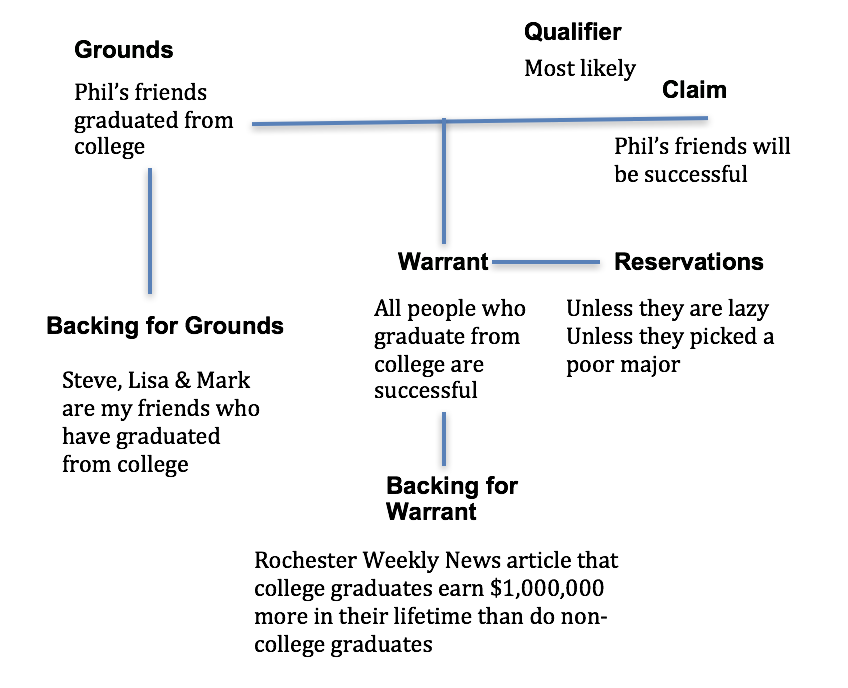 Grounds
Phil’s friends
graduated from
college
Qualifier
Most likely
Claim
Phil’s friends will
be successful
Warrant
All people who
graduate from
college are
successful
Reservations
Unless they are lazy
Unless they picked a
poor major
Backing for Grounds
Steve, Lisa & Mark
are my friends who
have graduated
from college
Backing for
Warrant
Rochester Weekly News article that
college graduates earn $1,000,000
more in their lifetime than do non-
college graduates